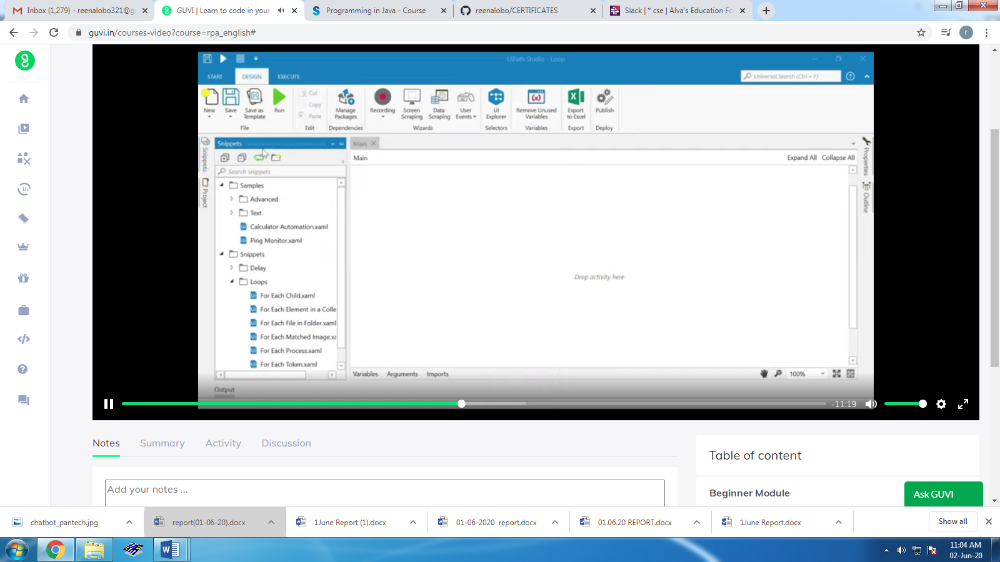 Inbox (1,279) - reenalobo321@gr
GUVI | Learn to code in your
Programming in Java - Course
reenalobo/CERTIFICATES
Slack | * cse | Alva's Education Fo
guvi.in/courses-video?course=rpa_english#
r
UiPath Studio - Loop
START
DESIGN
EXECUTE
Universal Search (Ctrl + F)
New
Save
Save as Template
Run
Cut
Copy
Paste
Manage Packages
Recording
Screen Scraping
Data Scraping
User Events
UI Explorer
Remove Unused Variables
Export to Excel
Publish
File
Edit
Dependencies
Wizards
Selectors
Variables
Export
Deploy
Snippets
Project
Snippets
Search snippets
Samples
Advanced
Text
Calculator Automation.xaml
Ping Monitor.xaml
Snippets
Delay
Loops
For Each Child.xaml
For Each Element in a Colle
For Each File in Folder.xaml
For Each Matched Image.xa
For Each Process.xaml
For Each Token.xaml
Main
Main
Expand All
Collapse All
Drop activity here
Properties
Outline
Variables
Arguments
Imports
100%
Output
-11:19
Notes
Summary
Activity
Discussion
Add your notes ...
Table of content
Beginner Module
Ask GUVI
chatbot_pantech.jpg
report(01-06-20).docx
1June Report (1).docx
01-06-2020 report.docx
01.06.20 REPORT.docx
1June Report.docx
Show all
11:04 AM
02-Jun-20